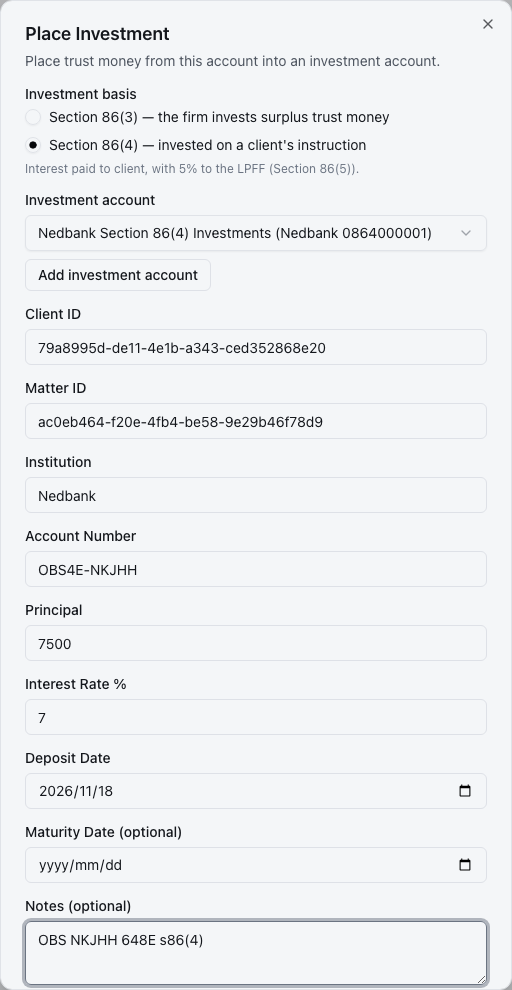 Place Investment
Place trust money from this account into an investment account.
Investment basis
Section 86(3) — the firm invests surplus trust money
Section 86(4) — invested on a client's instruction
Interest paid to client, with 5% to the LPFF (Section 86(5)).
Investment account
Nedbank Section 86(4) Investments (Nedbank 0864000001)
Add investment account
Client ID
79a8995d-de11-4e1b-a343-ced352868e20
Matter ID
ac0eb464-f20e-4fb4-be58-9e29b46f78d9
Institution
Nedbank
Account Number
OBS4E-NKJHH
Principal
7500
Interest Rate %
7
Deposit Date
2026/11/18
Maturity Date (optional)
yyyy/mm/dd
Notes (optional)
OBS NKJHH 648E s86(4)